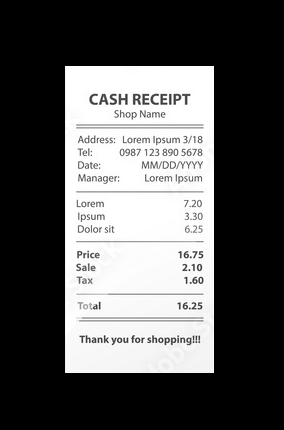 CASH RECEIPT
Shop Name
Address: Lorem Ipsum 3/18
Tel: 0987 123 890 5678
Date: MM/DD/YYYY
Manager: Lorem Ipsum
Lorem 7.20
Ipsum 3.30
Dolor sit 6.25
Price 16.75
Sale 2.10
Tax 1.60
Total 16.25
Thank you for shopping!!!